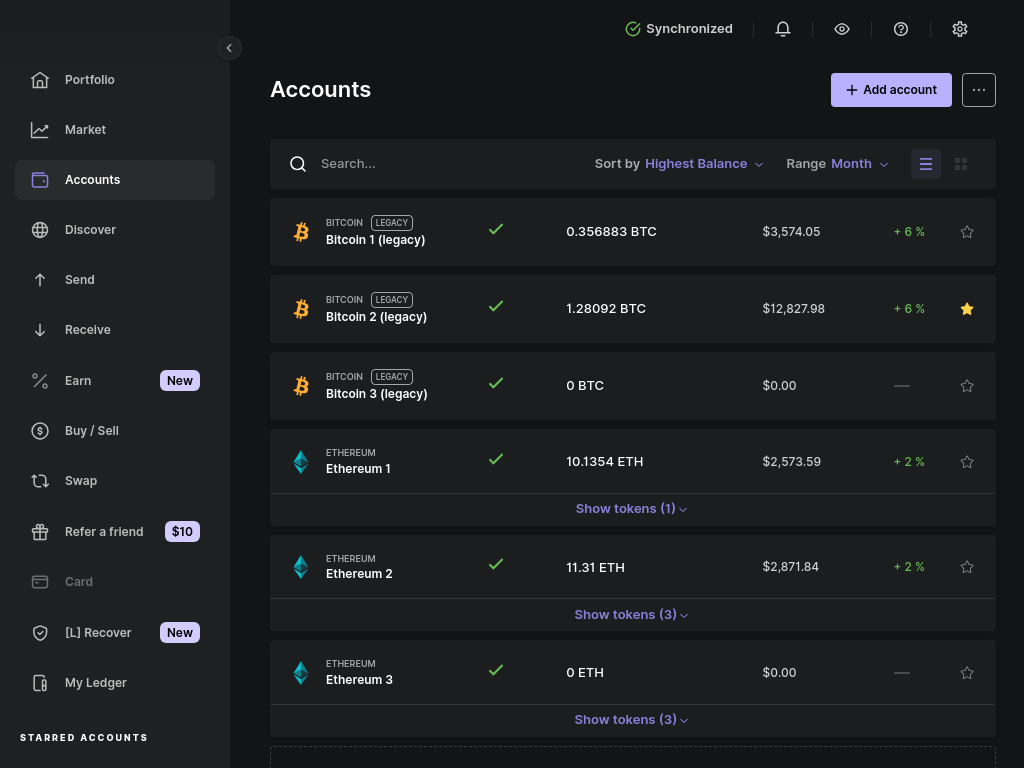 Synchronized
Portfolio
Market
Accounts
Discover
Send
Receive
Earn New
Buy / Sell
Swap
Refer a friend $10
Card
[L] Recover New
My Ledger
STARRED ACCOUNTS
Accounts
+ Add account
Search...
Sort by Highest Balance
Range Month
BITCOIN LEGACY
Bitcoin 1 (legacy)
0.356883 BTC
$3,574.05
+ 6 %
BITCOIN LEGACY
Bitcoin 2 (legacy)
1.28092 BTC
$12,827.98
+ 6 %
BITCOIN LEGACY
Bitcoin 3 (legacy)
0 BTC
$0.00
—
ETHEREUM
Ethereum 1
10.1354 ETH
$2,573.59
+ 2 %
Show tokens (1)
ETHEREUM
Ethereum 2
11.31 ETH
$2,871.84
+ 2 %
Show tokens (3)
ETHEREUM
Ethereum 3
0 ETH
$0.00
—
Show tokens (3)